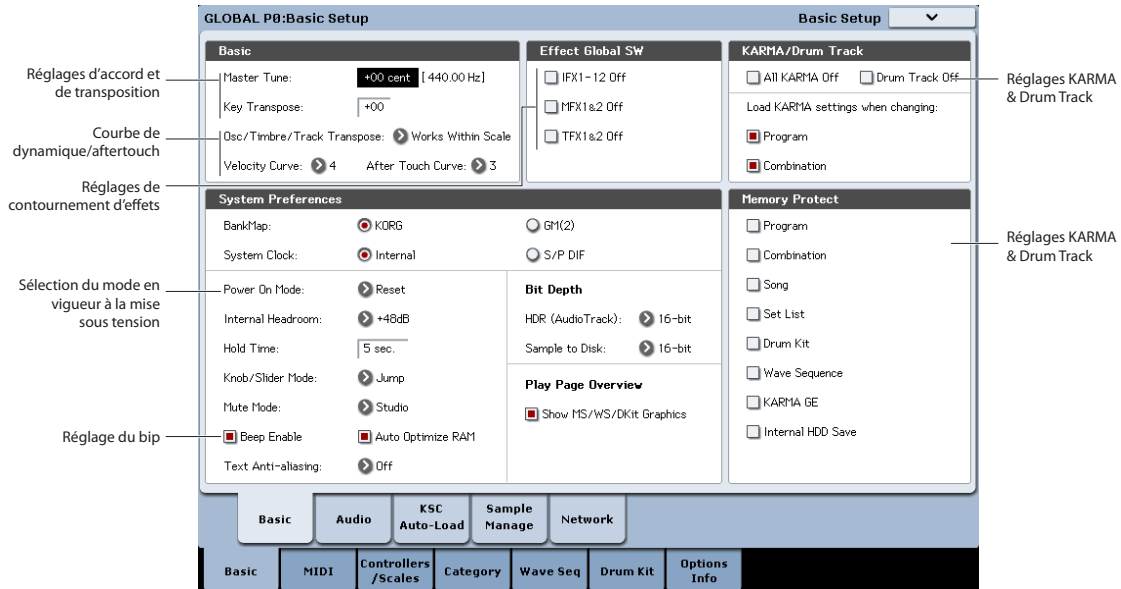 GLOBAL P0:Basic Setup
Basic Setup
Basic
Master Tune: +00 cent [440.00 Hz]
Key Transpose: +00
Osc/Timbre/Track Transpose: Works Within Scale
Velocity Curve: 4 After Touch Curve: 3
Effect Global SW
IFX1-12 Off
MFX1&2 Off
TFX1&2 Off
KARMA/Drum Track
All KARMA Off Drum Track Off
Load KARMA settings when changing:
Program
Combination
System Preferences
BankMap: KORG GM(2)
System Clock: Internal S/P DIF
Power On Mode: Reset
Internal Headroom: +48dB
Hold Time: 5 sec.
Knob/Slider Mode: Jump
Mute Mode: Studio
Beep Enable Auto Optimize RAM
Text Anti-aliasing: Off
Bit Depth
HDR (AudioTrack): 16-bit
Sample to Disk: 16-bit
Play Page Overview
Show MS/WS/DKit Graphics
Memory Protect
Program
Combination
Song
Set List
Drum Kit
Wave Sequence
KARMA GE
Internal HDD Save
Basic
Audio
KSC
Auto-Load
Sample
Manage
Network
Basic
MIDI
Controllers
/Scales
Category
Wave Seq
Drum Kit
Options
Info
Réglages d'accord et
de transposition
Courbe de
dynamique/aftertouch
Réglages de
contournement d'effets
Sélection du mode en
vigueur à la mise
sous tension
Réglage du bip
Réglages KARMA
& Drum Track
Réglages KARMA
& Drum Track